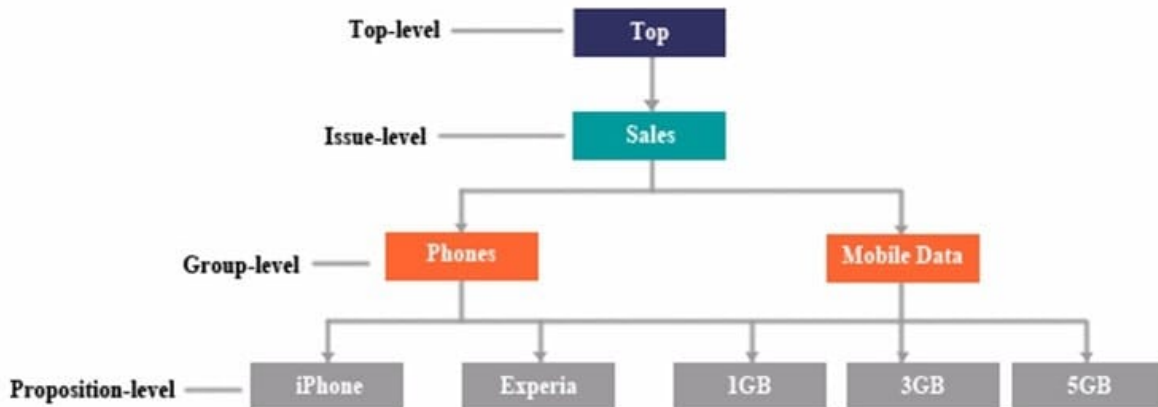 Top-level
Top
Issue-level
Sales
Group-level
Phones
Mobile Data
Proposition-level
iPhone
Experia
1GB
3GB
5GB